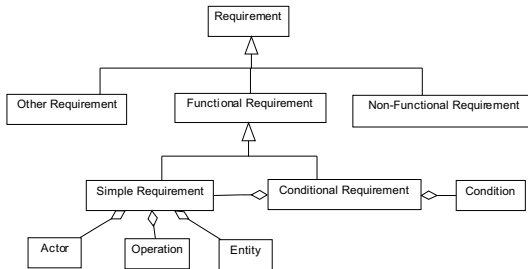 Requirement
Other Requirement
Functional Requirement
Non-Functional Requirement
Simple Requirement
Conditional Requirement
Condition
Actor
Operation
Entity